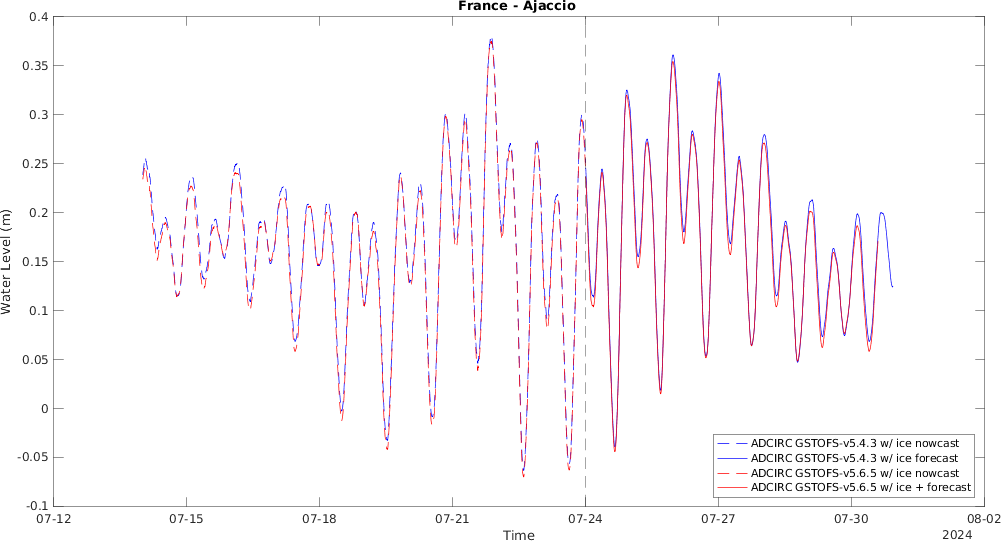 France - Ajaccio
Water Level (m)
0.4
0.35
0.3
0.25
0.2
0.15
0.1
0.05
0
-0.05
-0.1
07-12
07-15
07-18
07-21
07-24
07-27
07-30
08-02
Time
2024
ADCIRC GSTOFS-v5.4.3 w/ ice nowcast
ADCIRC GSTOFS-v5.4.3 w/ ice forecast
ADCIRC GSTOFS-v5.6.5 w/ ice nowcast
ADCIRC GSTOFS-v5.6.5 w/ ice + forecast